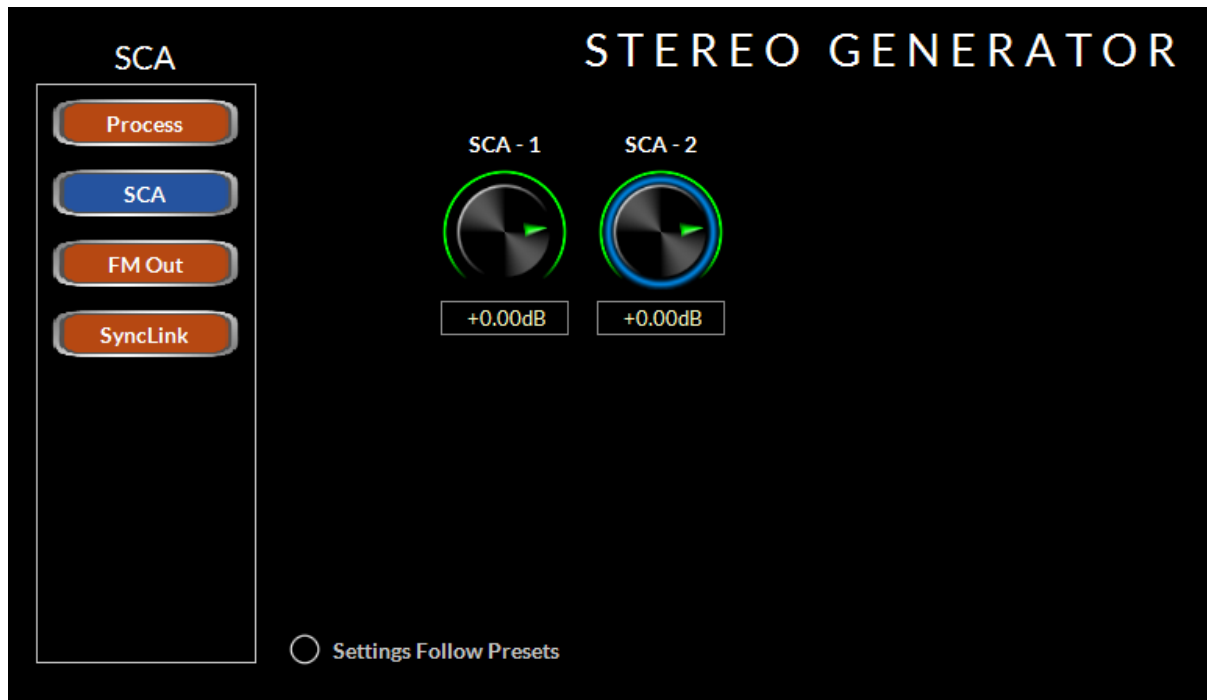 SCA
STEREO GENERATOR
Process
SCA
FM Out
SyncLink
SCA - 1
SCA - 2
+0.00dB
+0.00dB
Settings Follow Presets